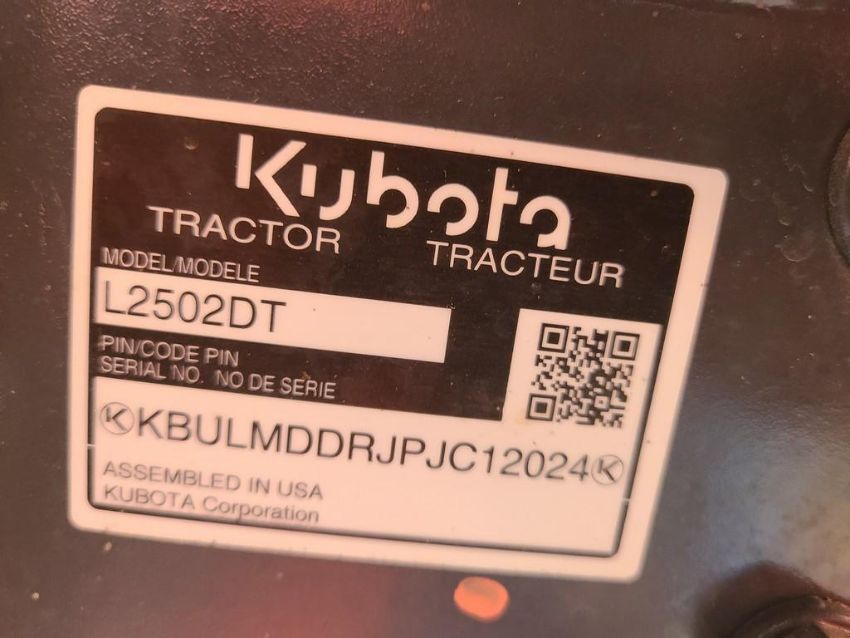 Kubota
TRACTOR TRACTEUR
MODEL/MODELE
L2502DT
PIN/CODE PIN
SERIAL NO. NO DE SERIE
KBULMDDRJPJC12024
ASSEMBLED IN USA
KUBOTA Corporation